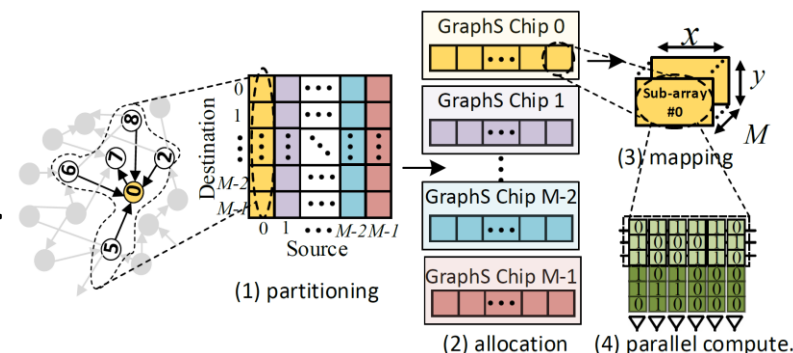 8
7
2
6
0
5
Destination
0
1
M-2
M-1
0 1 ... M-2 M-1
Source
(1) partitioning
GraphS Chip 0
GraphS Chip 1
GraphS Chip M-2
GraphS Chip M-1
(2) allocation
x
y
M
Sub-array
#0
(3) mapping
(4) parallel compute.